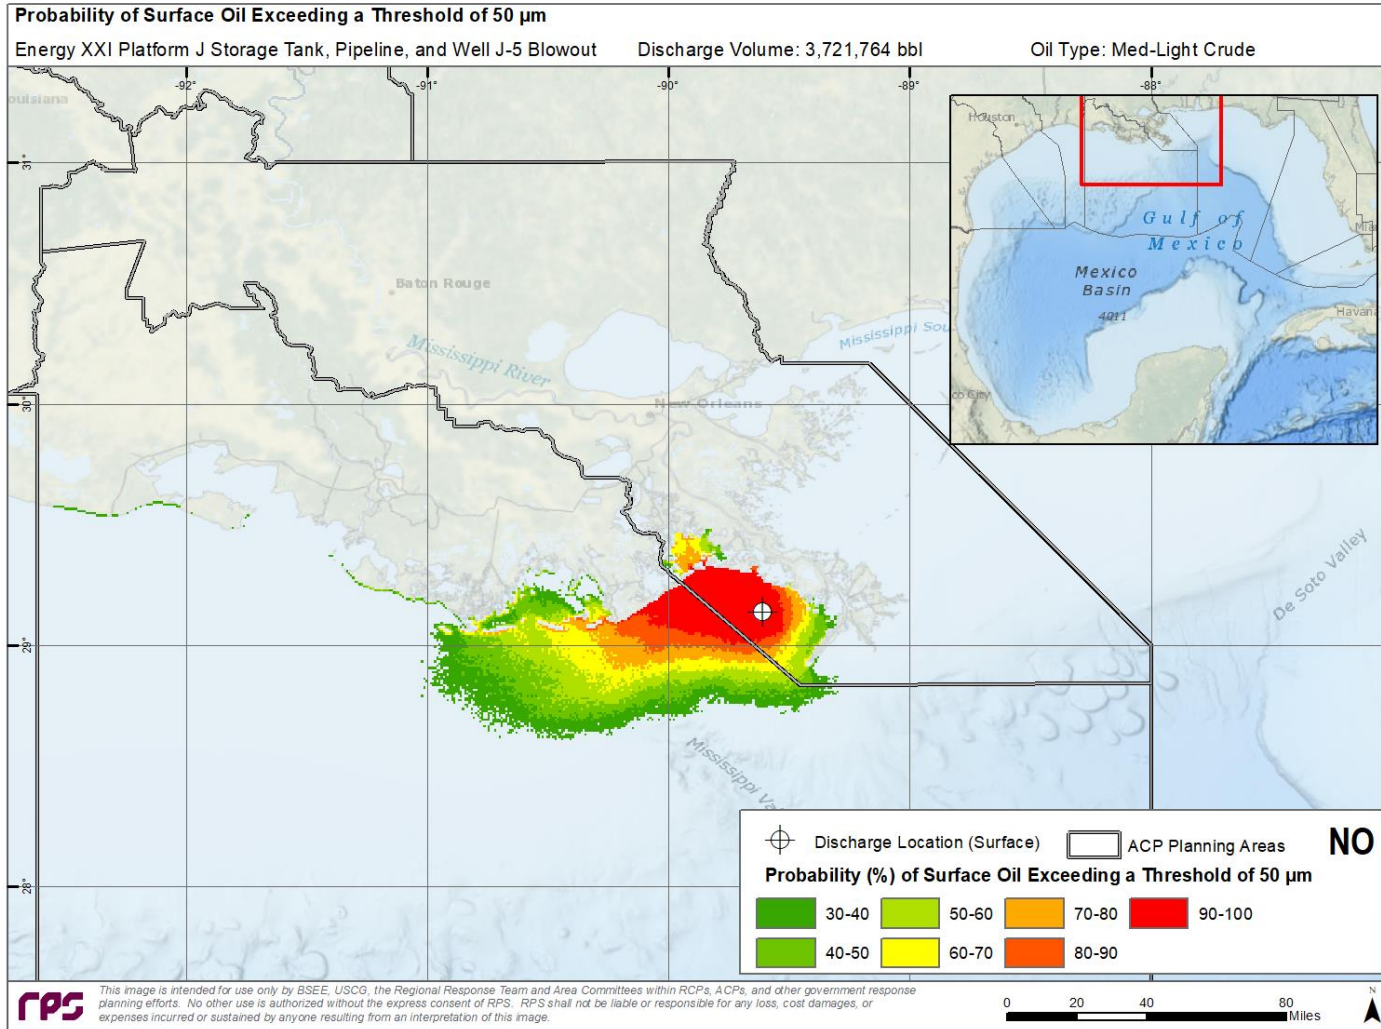 Probability of Surface Oil Exceeding a Threshold of 50 µm
Energy XXI Platform J Storage Tank, Pipeline, and Well J-5 Blowout Discharge Volume: 3,721,764 bbl Oil Type: Med-Light Crude
-92° -91° -90° -89° -88°
ouisiana
Houston
31°
Gulf of
Mexico
Miam
Mexico
Basin
4011
Havana
co City
Baton Rouge
Mississippi Sou
Mississippi River
30°
New Orleans
De Soto Valley
29°
Mississippi Va
28°
Discharge Location (Surface) ACP Planning Areas NO
Probability (%) of Surface Oil Exceeding a Threshold of 50 µm
30-40 50-60 70-80 90-100
40-50 60-70 80-90
rps
This image is intended for use only by BSEE, USCG, the Regional Response Team and Area Committees within RCPs, ACPs, and other government response
planning efforts. No other use is authorized without the express consent of RPS. RPS shall not be liable or responsible for any loss, cost damages, or
expenses incurred or sustained by anyone resulting from an interpretation of this image.
0 20 40 80
Miles
N